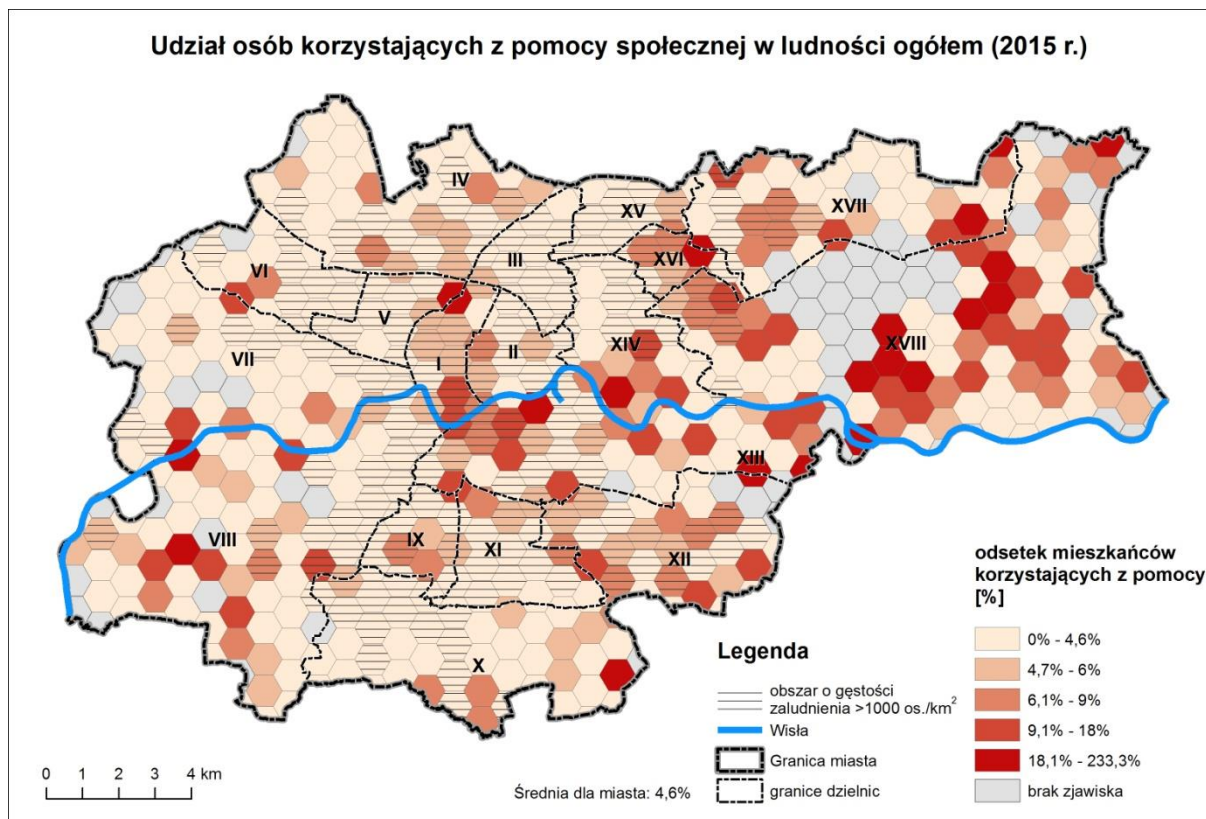 Udział osób korzystających z pomocy społecznej w ludności ogółem (2015 r.)
IV
XV
XVII
III
XVI
VI
V
VII
I
II
XIV
XVIII
XIII
VIII
IX
XI
XII
X
odsetek mieszkańców
korzystających z pomocy
[%]
0% - 4,6%
4,7% - 6%
6,1% - 9%
9,1% - 18%
18,1% - 233,3%
brak zjawiska
Legenda
obszar o gęstości
zaludnienia >1000 os./km²
Wisła
Granica miasta
granice dzielnic
0 1 2 3 4 km
Średnia dla miasta: 4,6%